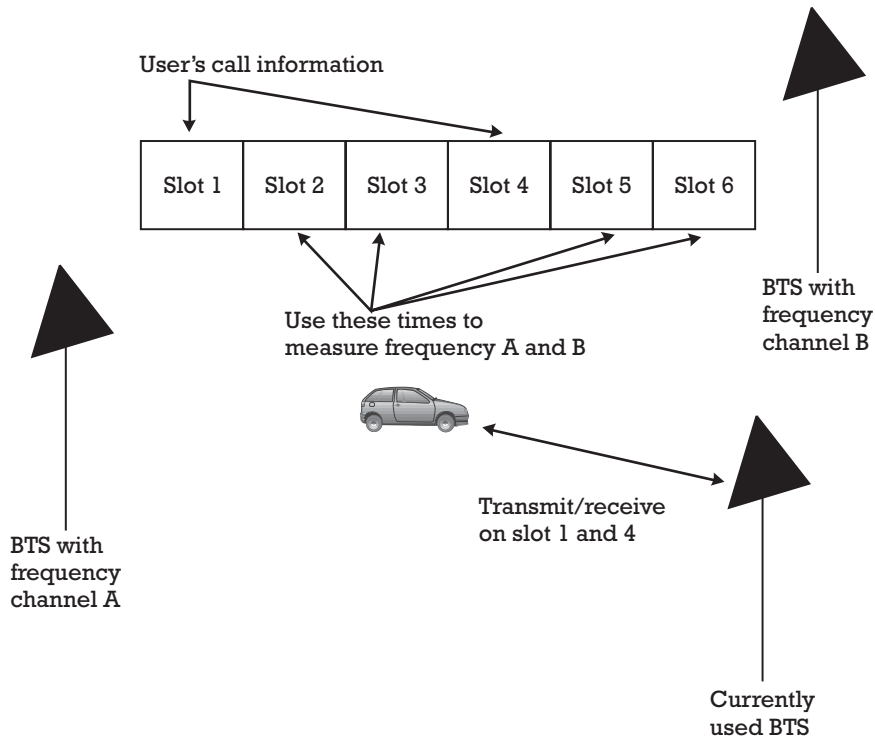 User's call information
Slot 1 Slot 2 Slot 3 Slot 4 Slot 5 Slot 6
Use these times to
measure frequency A and B
BTS with
frequency
channel B
Transmit/receive
on slot 1 and 4
BTS with
frequency
channel A
Currently
used BTS